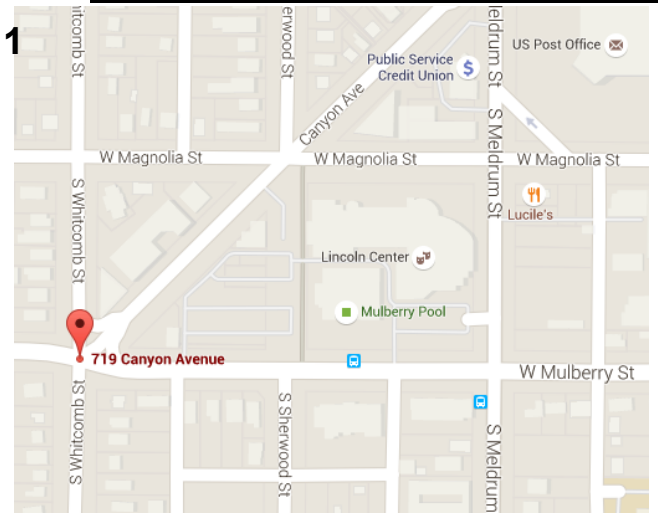 1
hitcomb St
erwood St
Meldrum St
US Post Office
Public Service
Credit Union
$
Canyon Ave
S Meldrum St
W Magnolia St
W Magnolia St
W Magnolia St
S Whitcomb St
Lucile's
Lincoln Center
Mulberry Pool
719 Canyon Avenue
W Mulberry St
S Whitcomb St
S Sherwood St
S Meldrum